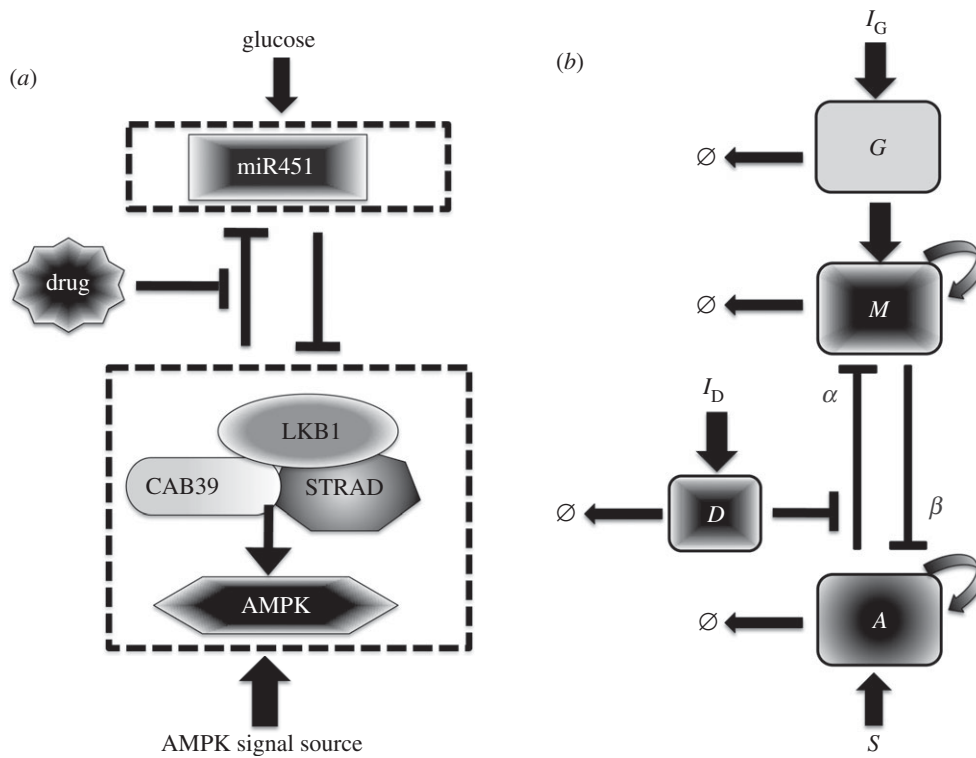 (a)
glucose
miR451
drug
LKB1
CAB39
STRAD
AMPK
AMPK signal source
(b)
I_G
∅
G
∅
M
α
I_D
∅
D
β
∅
A
S